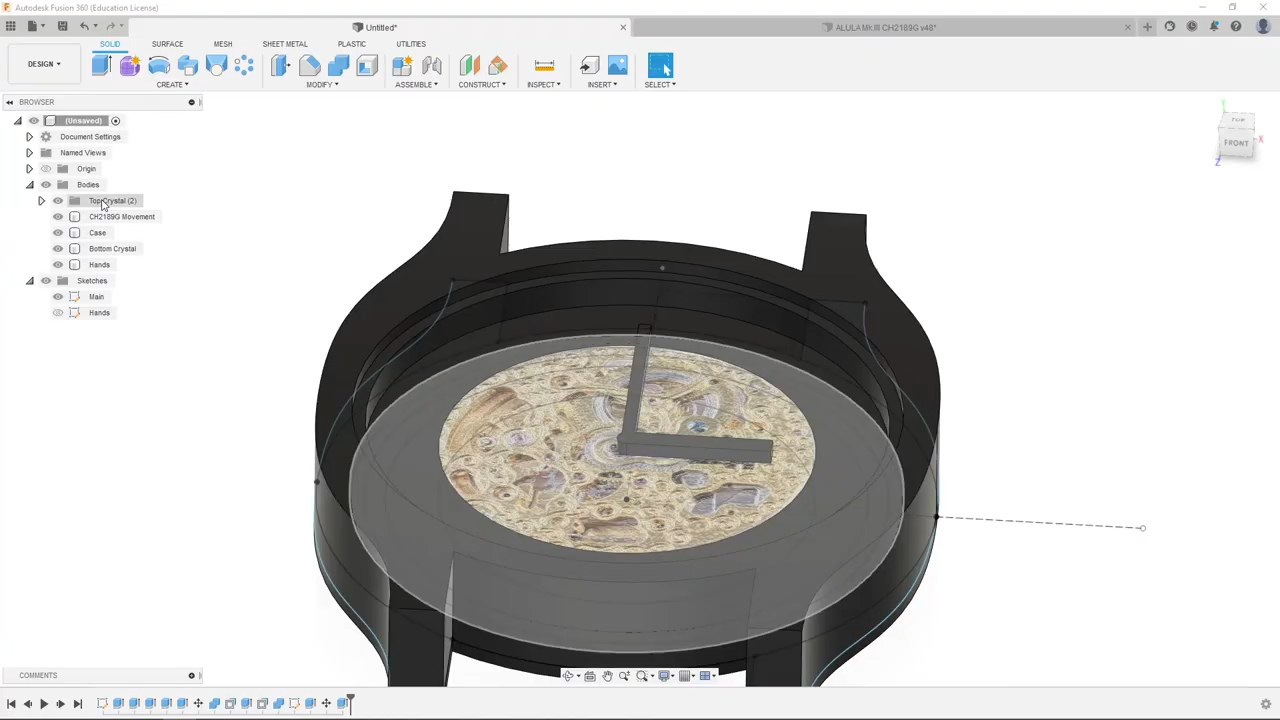 Autodesk Fusion 360 (Education License)
Untitled*
ALULA Mk III CH2189G v48*
SOLID
SURFACE
MESH
SHEET METAL
PLASTIC
UTILITIES
DESIGN
CREATE
MODIFY
ASSEMBLE
CONSTRUCT
INSPECT
INSERT
SELECT
BROWSER
(Unsaved)
Document Settings
Named Views
Origin
Bodies
Top Crystal (2)
CH2189G Movement
Case
Bottom Crystal
Hands
Sketches
Main
Hands
Y
TOP
FRONT
X
Z
COMMENTS